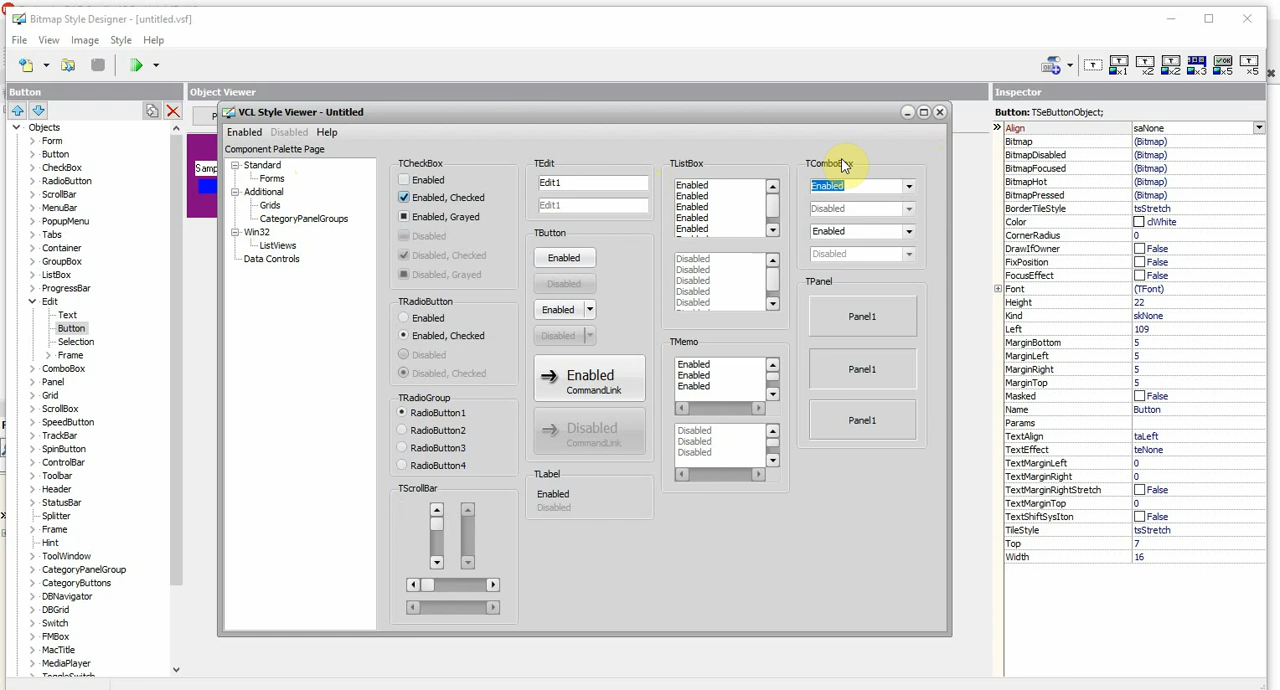 Bitmap Style Designer - [untitled.vsf]
File View Image Style Help
x1 x2 x2 x3 OK x5 x5
Button
Objects
Form
Button
CheckBox
RadioButton
ScrollBar
MenuBar
PopupMenu
Tabs
Container
GroupBox
ListBox
ProgressBar
Edit
Text
Button
Selection
Frame
ComboBox
Panel
Grid
ScrollBox
SpeedButton
TrackBar
SpinButton
ControlBar
Toolbar
Header
StatusBar
Splitter
Frame
Hint
ToolWindow
CategoryPanelGroup
CategoryButtons
DBNavigator
DBGrid
Switch
FMBox
MacTitle
MediaPlayer
ToggleSwitch
Object Viewer
VCL Style Viewer - Untitled
Enabled Disabled Help
Component Palette Page
Standard
Forms
Additional
Grids
CategoryPanelGroups
Win32
ListViews
Data Controls
TCheckBox
Enabled
Enabled, Checked
Enabled, Grayed
Disabled
Disabled, Checked
Disabled, Grayed
TRadioButton
Enabled
Enabled, Checked
Disabled
Disabled, Checked
TRadioGroup
RadioButton1
RadioButton2
RadioButton3
RadioButton4
TScrollBar
TEdit
Edit1
Edit1
TButton
Enabled
Disabled
Enabled
Disabled
Enabled
CommandLink
Disabled
CommandLink
TLabel
Enabled
Disabled
TListBox
Enabled
Enabled
Enabled
Enabled
Enabled
Disabled
Disabled
Disabled
Disabled
Disabled
TMemo
Enabled
Enabled
Enabled
Disabled
Disabled
Disabled
TComboBox
Enabled
Disabled
Enabled
Disabled
TPanel
Panel1
Panel1
Panel1
Inspector
Button: TSeButtonObject;
Align saNone
Bitmap (Bitmap)
BitmapDisabled (Bitmap)
BitmapFocused (Bitmap)
BitmapHot (Bitmap)
BitmapPressed (Bitmap)
BorderTileStyle tsStretch
Color clWhite
CornerRadius 0
DrawIfOwner False
FixPosition False
FocusEffect False
Font (TFont)
Height 22
Kind skNone
Left 109
MarginBottom 5
MarginLeft 5
MarginRight 5
MarginTop 5
Masked False
Name Button
Params
TextAlign taLeft
TextEffect teNone
TextMarginLeft 0
TextMarginRight 0
TextMarginRightStretch False
TextMarginTop 0
TextShiftSysIton False
TileStyle tsStretch
Top 7
Width 16